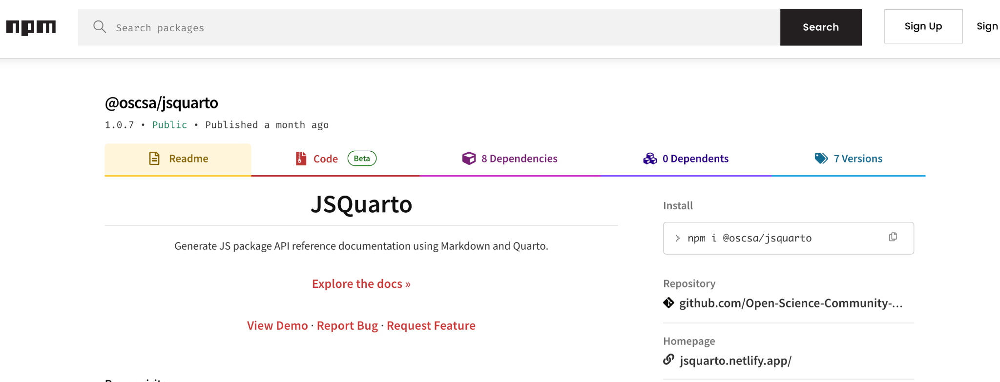 npm
Search packages
Search
Sign Up
Sign
@oscsa/jsquarto
1.0.7 • Public • Published a month ago
Readme
Code Beta
8 Dependencies
0 Dependents
7 Versions
JSQuarto
Generate JS package API reference documentation using Markdown and Quarto.
Explore the docs »
View Demo · Report Bug · Request Feature
Install
npm i @oscsa/jsquarto
Repository
github.com/Open-Science-Community-...
Homepage
jsquarto.netlify.app/